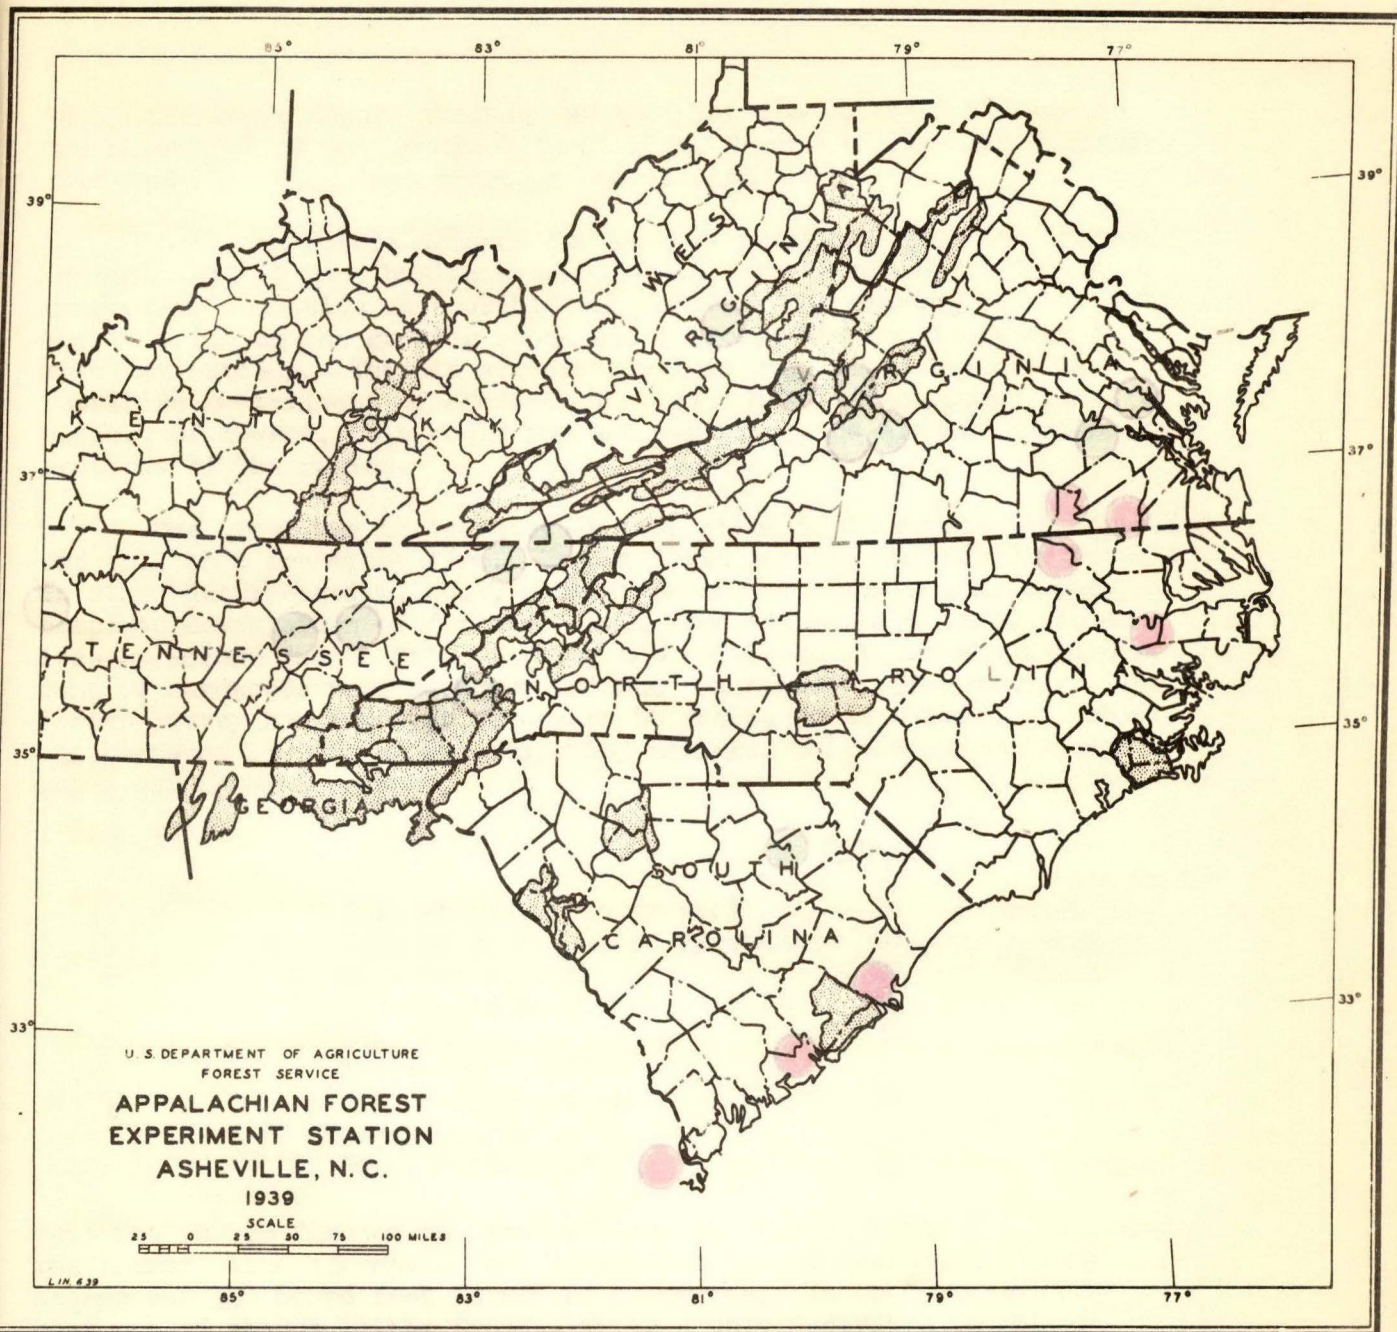 85° 83° 81° 79° 77°
39° 39°
WEST
VIRGINIA
VIRGINIA
KENTUCKY
37° 37°
TENNESSEE
NORTH CAROLINA
35° 35°
GEORGIA
SOUTH
CAROLINA
33° 33°
U. S. DEPARTMENT OF AGRICULTURE
FOREST SERVICE
APPALACHIAN FOREST
EXPERIMENT STATION
ASHEVILLE, N. C.
1939
SCALE
25 0 25 50 75 100 MILES
L.I.N. 6 39
85° 83° 81° 79° 77°